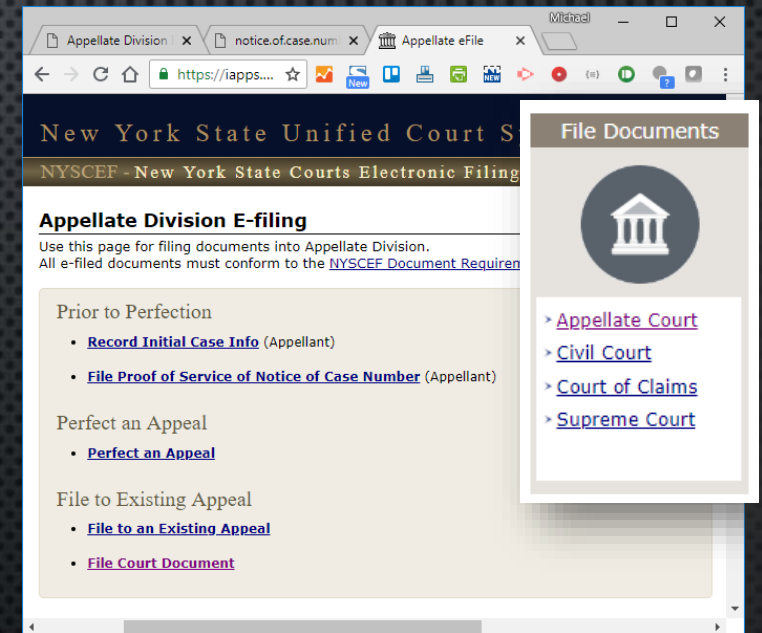 Michael
Appellate Division
notice.of.case.num
Appellate eFile
https://iapps....
New
NEW
?
New York State Unified Court S
NYSCEF - New York State Courts Electronic Filing
Appellate Division E-filing
Use this page for filing documents into Appellate Division.
All e-filed documents must conform to the NYSCEF Document Requirem
Prior to Perfection
• Record Initial Case Info (Appellant)
• File Proof of Service of Notice of Case Number (Appellant)
Perfect an Appeal
• Perfect an Appeal
File to Existing Appeal
• File to an Existing Appeal
• File Court Document
File Documents
Appellate Court
Civil Court
Court of Claims
Supreme Court